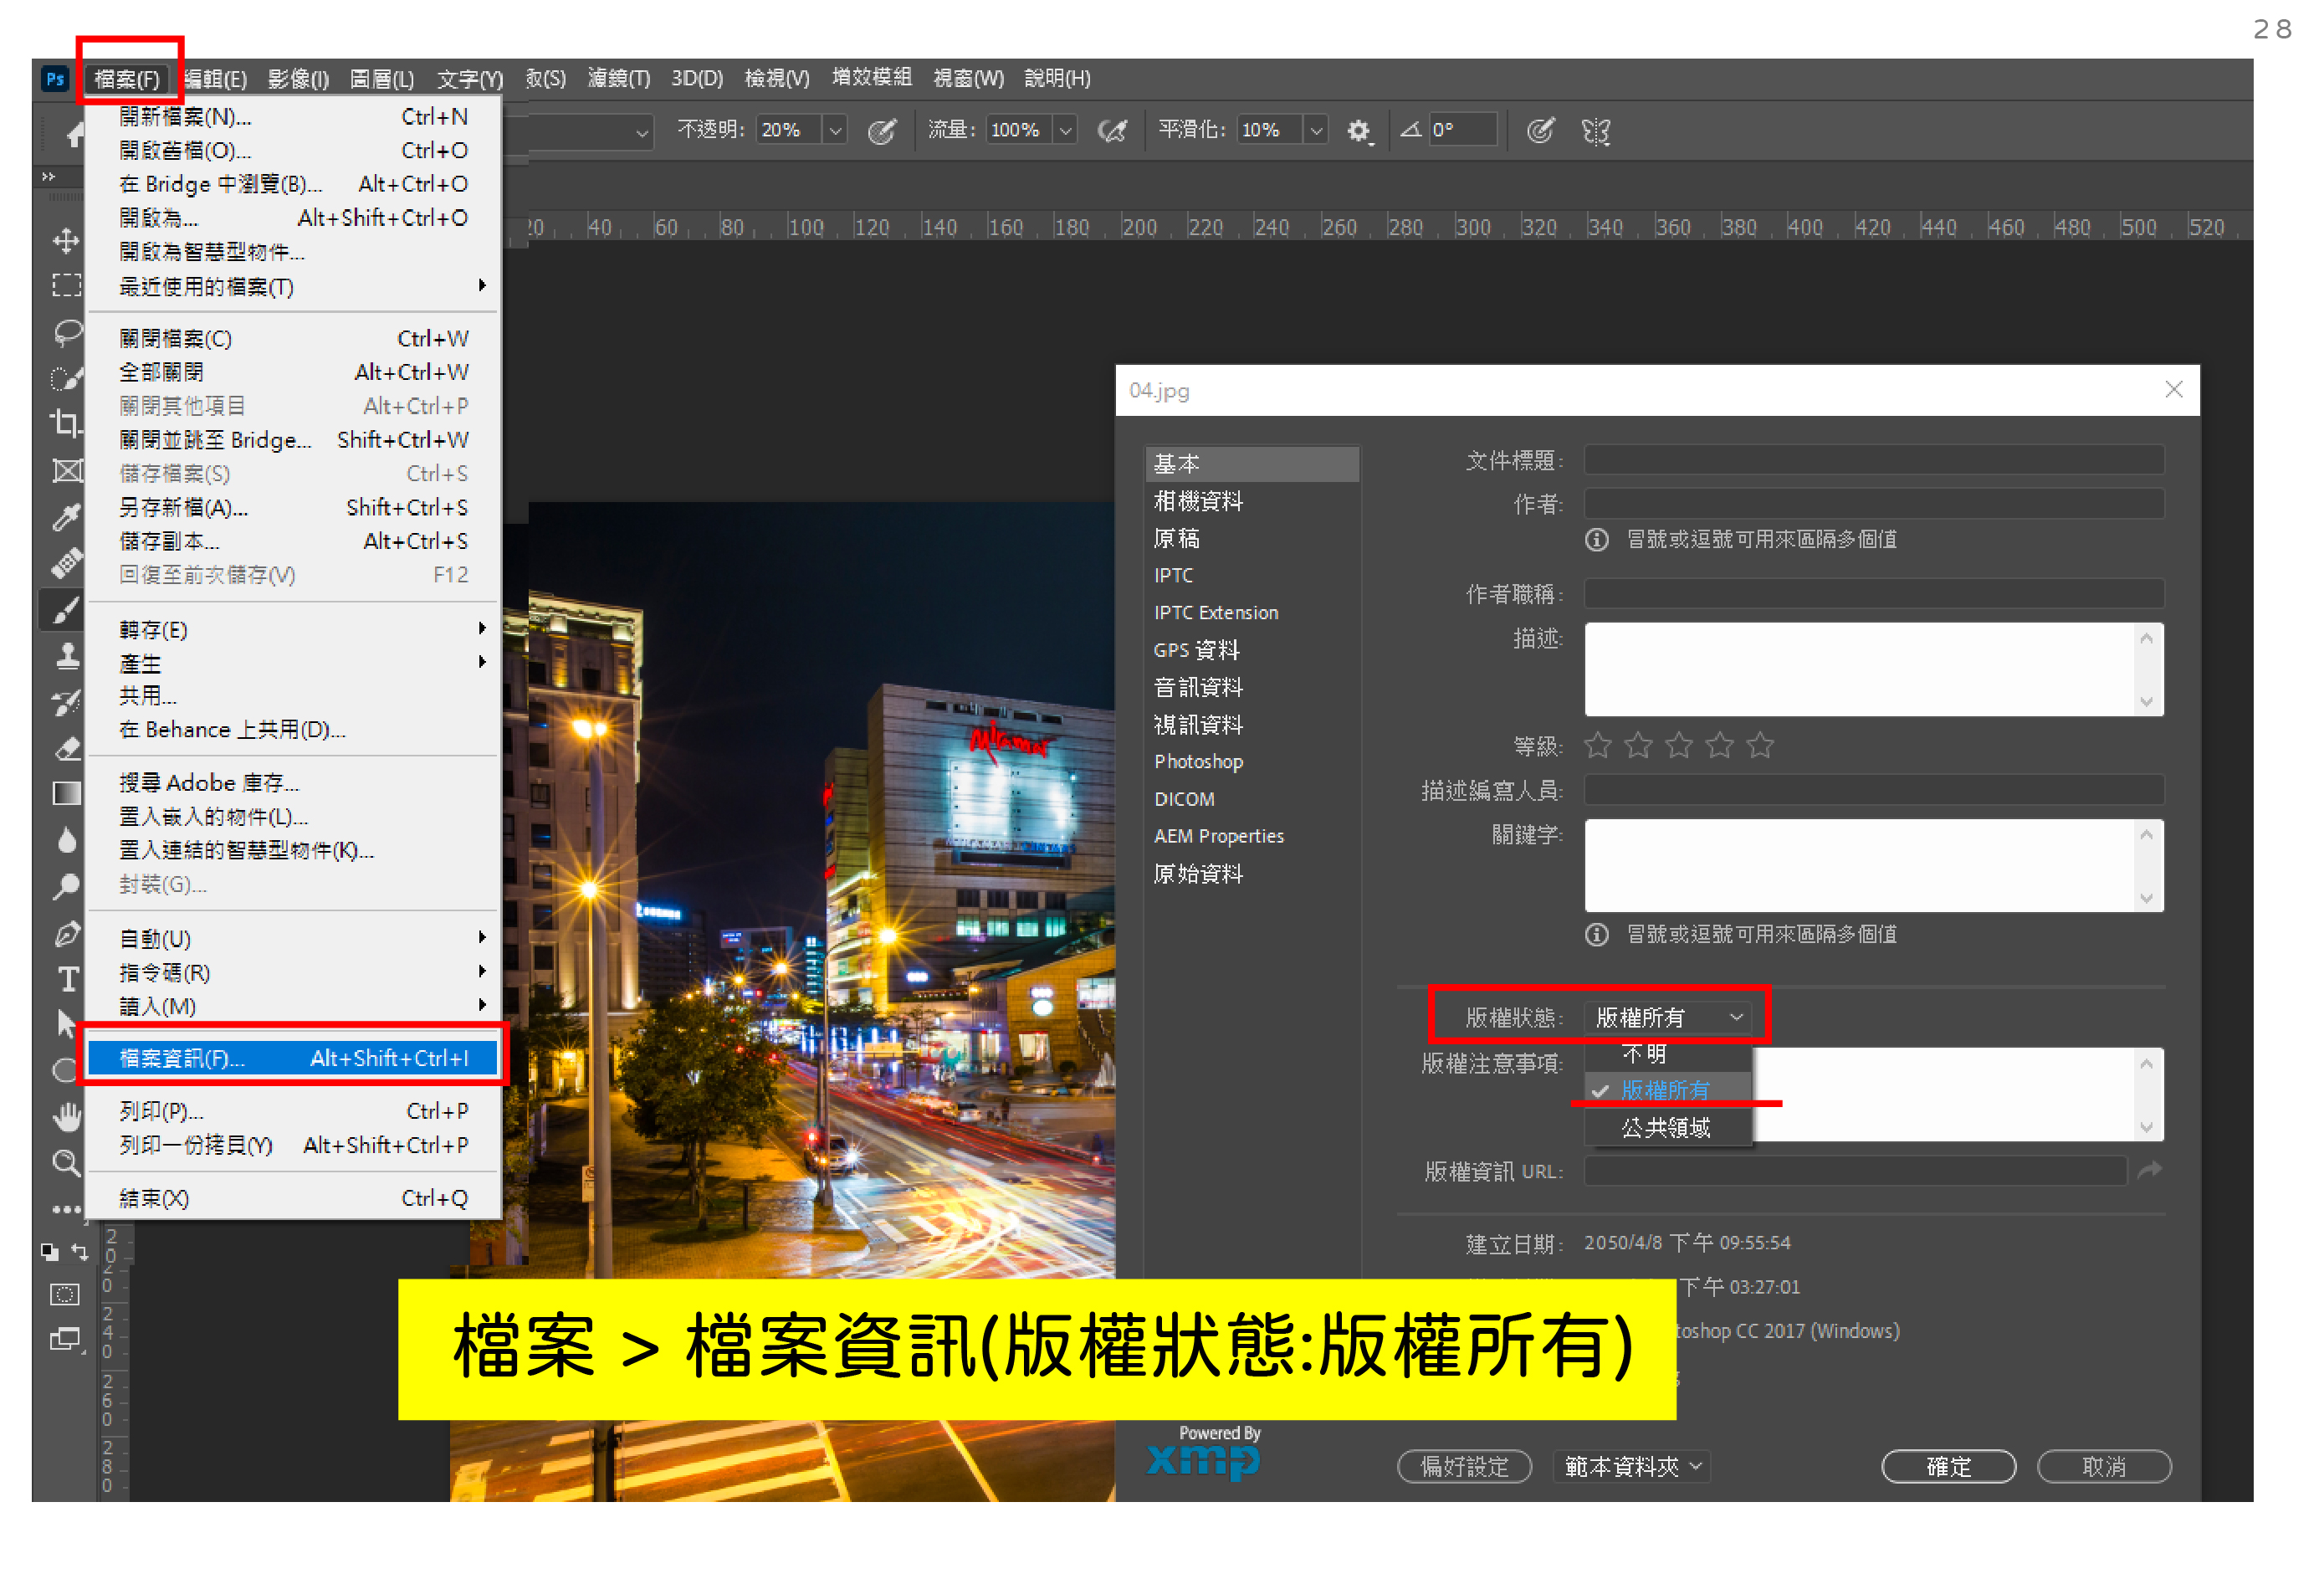 28
Ps 檔案(F) 編輯(E) 影像(I) 圖層(L) 文字(Y) 取(S) 濾鏡(T) 3D(D) 檢視(V) 增效模組 視窗(W) 說明(H)
不透明: 20% 流量: 100% 平滑化: 10% 0°
20 40 60 80 100 120 140 160 180 200 220 240 260 280 300 320 340 360 380 400 420 440 460 480 500 520
開新檔案(N)... Ctrl+N
開啟舊檔(O)... Ctrl+O
在 Bridge 中瀏覽(B)... Alt+Ctrl+O
開啟為... Alt+Shift+Ctrl+O
開啟為智慧型物件...
最近使用的檔案(T)
關閉檔案(C) Ctrl+W
全部關閉 Alt+Ctrl+W
關閉其他項目 Alt+Ctrl+P
關閉並跳至 Bridge... Shift+Ctrl+W
儲存檔案(S) Ctrl+S
另存新檔(A)... Shift+Ctrl+S
儲存副本... Alt+Ctrl+S
回復至前次儲存(V) F12
轉存(E)
產生
共用...
在 Behance 上共用(D)...
搜尋 Adobe 庫存...
置入嵌入的物件(L)...
置入連結的智慧型物件(K)...
封裝(G)...
自動(U)
指令碼(R)
讀入(M)
檔案資訊(F)... Alt+Shift+Ctrl+I
列印(P)... Ctrl+P
列印一份拷貝(Y) Alt+Shift+Ctrl+P
結束(X) Ctrl+Q
Miramar
04.jpg
基本
相機資料
原稿
IPTC
IPTC Extension
GPS 資料
音訊資料
視訊資料
Photoshop
DICOM
AEM Properties
原始資料
文件標題:
作者:
冒號或逗號可用來區隔多個值
作者職稱:
描述:
等級:
描述編寫人員:
關鍵字:
冒號或逗號可用來區隔多個值
版權狀態: 版權所有
不明
版權所有
公共領域
版權注意事項:
版權資訊 URL:
建立日期: 2050/4/8 下午 09:55:54
下午 03:27:01
toshop CC 2017 (Windows)
檔案 > 檔案資訊(版權狀態:版權所有)
Powered By
xmp
偏好設定 範本資料夾 確定 取消